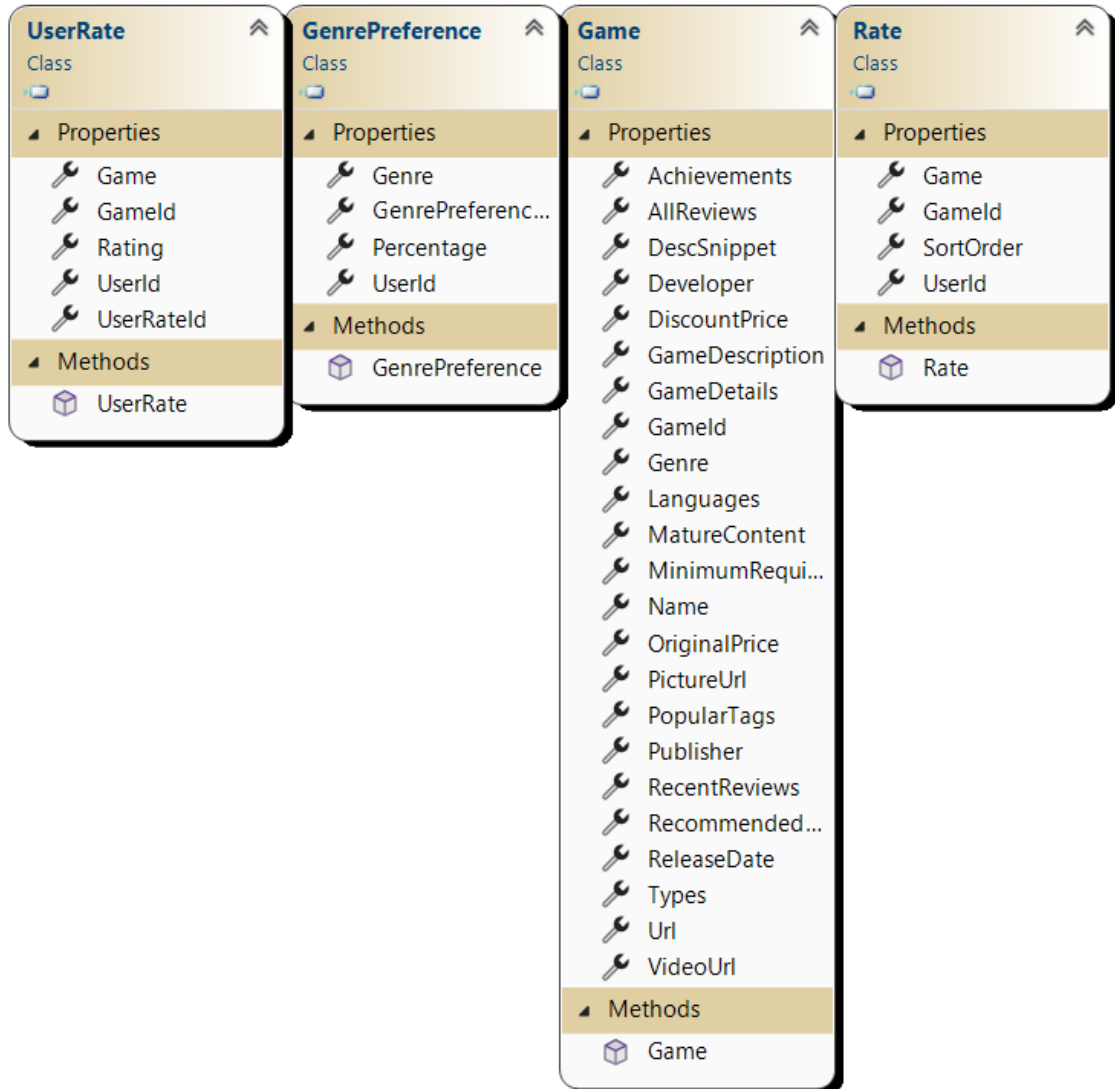 UserRate
Class
Properties
Game
GameId
Rating
UserId
UserRateId
Methods
UserRate
GenrePreference
Class
Properties
Genre
GenrePreferenc...
Percentage
UserId
Methods
GenrePreference
Game
Class
Properties
Achievements
AllReviews
DescSnippet
Developer
DiscountPrice
GameDescription
GameDetails
GameId
Genre
Languages
MatureContent
MinimumRequi...
Name
OriginalPrice
PictureUrl
PopularTags
Publisher
RecentReviews
Recommended...
ReleaseDate
Types
Url
VideoUrl
Methods
Game
Rate
Class
Properties
Game
GameId
SortOrder
UserId
Methods
Rate